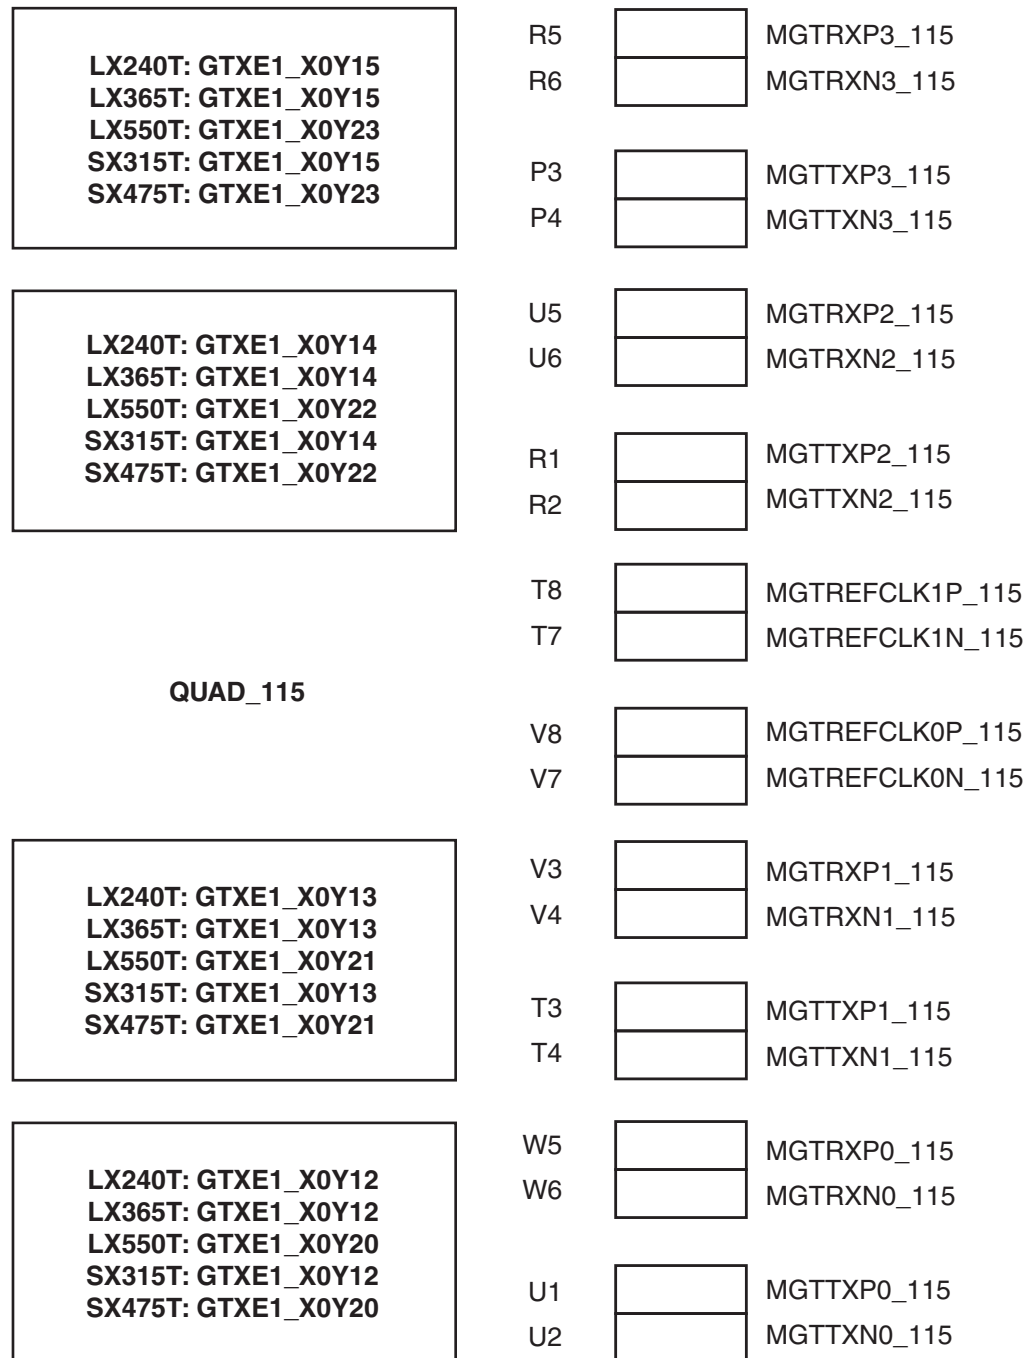 LX240T: GTXE1_X0Y15
LX365T: GTXE1_X0Y15
LX550T: GTXE1_X0Y23
SX315T: GTXE1_X0Y15
SX475T: GTXE1_X0Y23
R5 MGTRXP3_115
R6 MGTRXN3_115
P3 MGTTXP3_115
P4 MGTTXN3_115
LX240T: GTXE1_X0Y14
LX365T: GTXE1_X0Y14
LX550T: GTXE1_X0Y22
SX315T: GTXE1_X0Y14
SX475T: GTXE1_X0Y22
U5 MGTRXP2_115
U6 MGTRXN2_115
R1 MGTTXP2_115
R2 MGTTXN2_115
QUAD_115
T8 MGTREFCLK1P_115
T7 MGTREFCLK1N_115
V8 MGTREFCLK0P_115
V7 MGTREFCLK0N_115
LX240T: GTXE1_X0Y13
LX365T: GTXE1_X0Y13
LX550T: GTXE1_X0Y21
SX315T: GTXE1_X0Y13
SX475T: GTXE1_X0Y21
V3 MGTRXP1_115
V4 MGTRXN1_115
T3 MGTTXP1_115
T4 MGTTXN1_115
LX240T: GTXE1_X0Y12
LX365T: GTXE1_X0Y12
LX550T: GTXE1_X0Y20
SX315T: GTXE1_X0Y12
SX475T: GTXE1_X0Y20
W5 MGTRXP0_115
W6 MGTRXN0_115
U1 MGTTXP0_115
U2 MGTTXN0_115